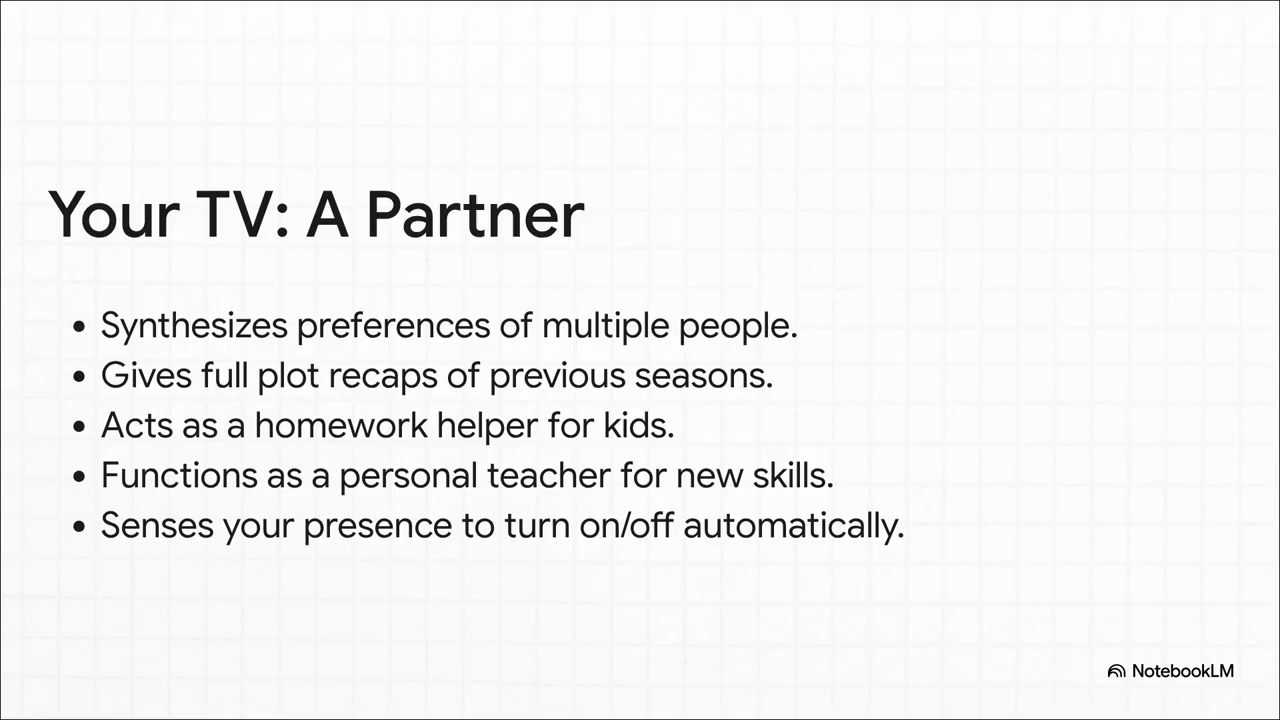 Your TV: A Partner
• Synthesizes preferences of multiple people.
• Gives full plot recaps of previous seasons.
• Acts as a homework helper for kids.
• Functions as a personal teacher for new skills.
• Senses your presence to turn on/off automatically.
NotebookLM